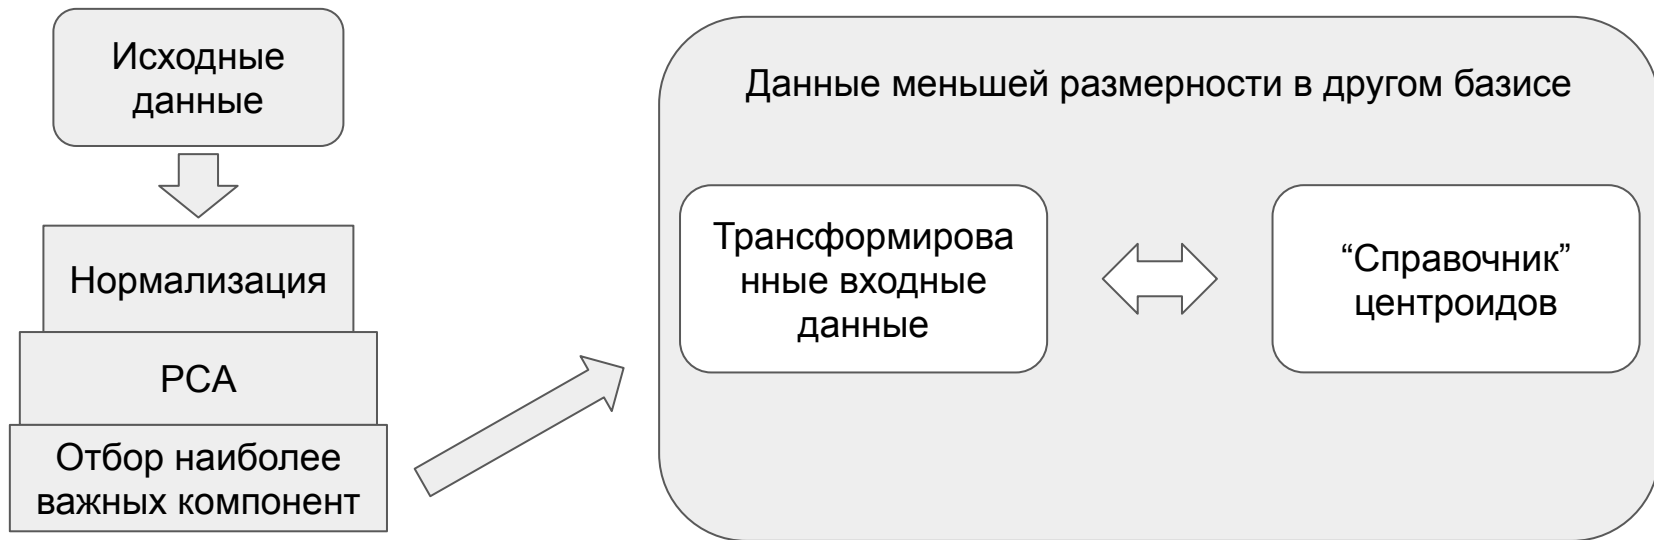 Исходные
данные
Нормализация
PCA
Отбор наиболее
важных компонент
Данные меньшей размерности в другом базисе
Трансформирова
нные входные
данные
“Справочник”
центроидов